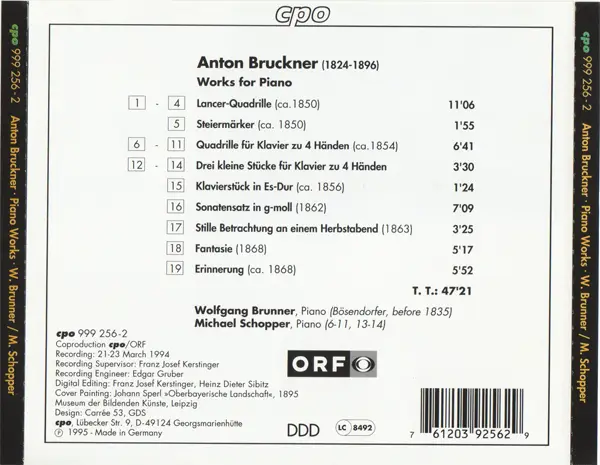 cpo
cpo 999 256-2 Anton Bruckner · Piano Works · W. Brunner / M. Schopper
Anton Bruckner (1824-1896)
Works for Piano
1 - 4 Lancer-Quadrille (ca.1850) 11'06
5 Steiermärker (ca. 1850) 1'55
6 - 11 Quadrille für Klavier zu 4 Händen (ca.1854) 6'41
12 - 14 Drei kleine Stücke für Klavier zu 4 Händen 3'30
15 Klavierstück in Es-Dur (ca. 1856) 1'24
16 Sonatensatz in g-moll (1862) 7'09
17 Stille Betrachtung an einem Herbstabend (1863) 3'25
18 Fantasie (1868) 5'17
19 Erinnerung (ca. 1868) 5'52
T. T.: 47'21
Wolfgang Brunner, Piano (Bösendorfer, before 1835)
Michael Schopper, Piano (6-11, 13-14)
cpo 999 256-2
Coproduction cpo/ORF
Recording: 21-23 March 1994
Recording Supervisor: Franz Josef Kerstinger
Recording Engineer: Edgar Gruber
Digital Editing: Franz Josef Kerstinger, Heinz Dieter Sibitz
Cover Painting: Johann Sperl »Oberbayerische Landschaft«, 1895
Museum der Bildenden Künste, Leipzig
Design: Carrée 53, GDS
cpo, Lübecker Str. 9, D-49124 Georgsmarienhütte
℗ 1995 - Made in Germany
ORF
DDD
LC 8492
7 61203 92562 9
cpo 999 256-2 Anton Bruckner · Piano Works · W. Brunner / M. Schopper